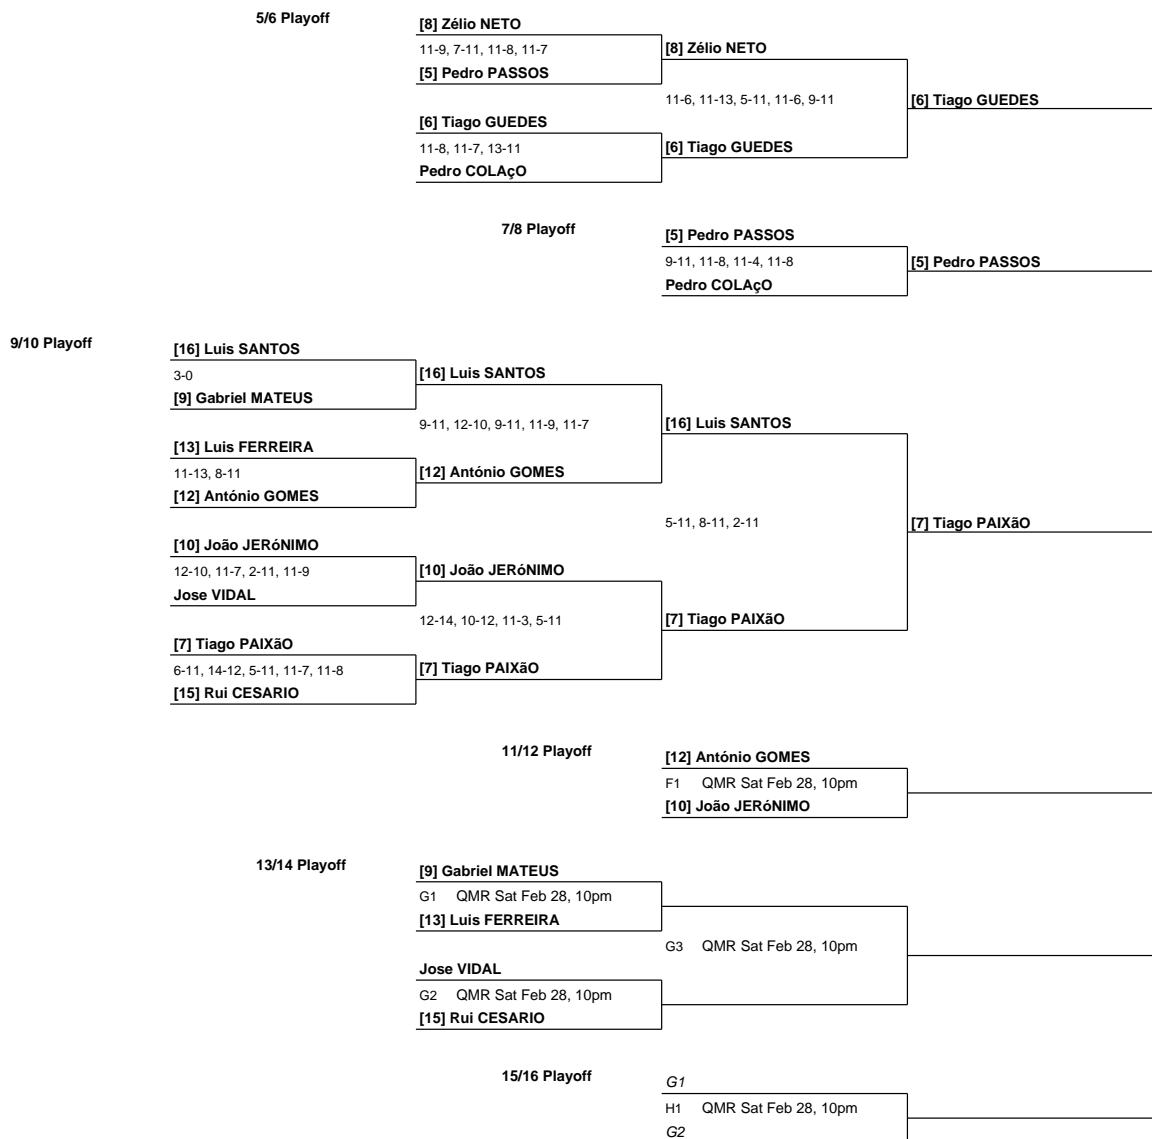 5/6 Playoff
[8] Zélio NETO
11-9, 7-11, 11-8, 11-7
[5] Pedro PASSOS
[8] Zélio NETO
11-6, 11-13, 5-11, 11-6, 9-11
[6] Tiago GUEDES
[6] Tiago GUEDES
11-8, 11-7, 13-11
Pedro COLAçO
[6] Tiago GUEDES
7/8 Playoff
[5] Pedro PASSOS
9-11, 11-8, 11-4, 11-8
Pedro COLAçO
[5] Pedro PASSOS
9/10 Playoff
[16] Luis SANTOS
3-0
[9] Gabriel MATEUS
[16] Luis SANTOS
9-11, 12-10, 9-11, 11-9, 11-7
[16] Luis SANTOS
[13] Luis FERREIRA
11-13, 8-11
[12] António GOMES
[12] António GOMES
5-11, 8-11, 2-11
[7] Tiago PAIXãO
[10] João JERóNIMO
12-10, 11-7, 2-11, 11-9
Jose VIDAL
[10] João JERóNIMO
12-14, 10-12, 11-3, 5-11
[7] Tiago PAIXãO
[7] Tiago PAIXãO
6-11, 14-12, 5-11, 11-7, 11-8
[15] Rui CESARIO
[7] Tiago PAIXãO
11/12 Playoff
[12] António GOMES
F1 QMR Sat Feb 28, 10pm
[10] João JERóNIMO
13/14 Playoff
[9] Gabriel MATEUS
G1 QMR Sat Feb 28, 10pm
[13] Luis FERREIRA
G3 QMR Sat Feb 28, 10pm
Jose VIDAL
G2 QMR Sat Feb 28, 10pm
[15] Rui CESARIO
15/16 Playoff
G1
H1 QMR Sat Feb 28, 10pm
G2